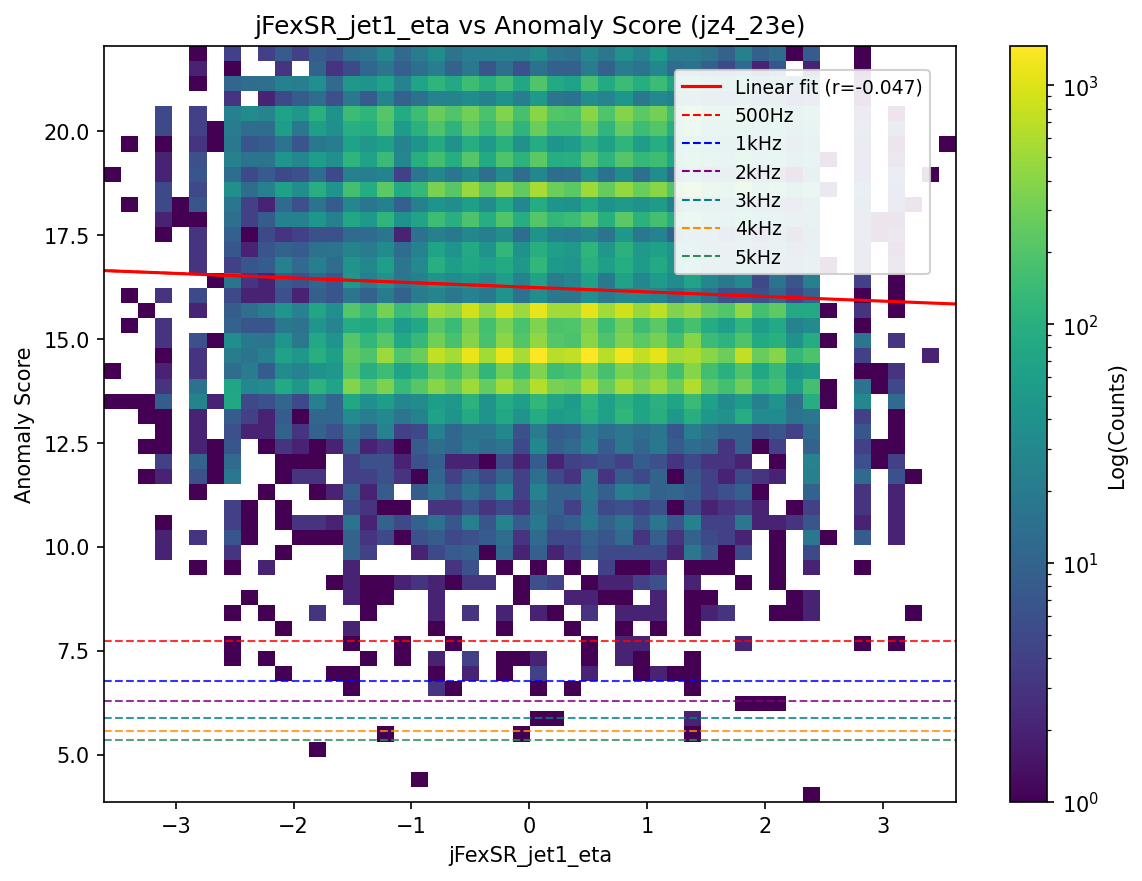 jFexSR_jet1_eta vs Anomaly Score (jz4_23e)
Linear fit (r=-0.047)
500Hz
1kHz
2kHz
3kHz
4kHz
5kHz
Anomaly Score
20.0
17.5
15.0
12.5
10.0
7.5
5.0
−3
−2
−1
0
1
2
3
jFexSR_jet1_eta
10³
10²
10¹
10⁰
Log(Counts)